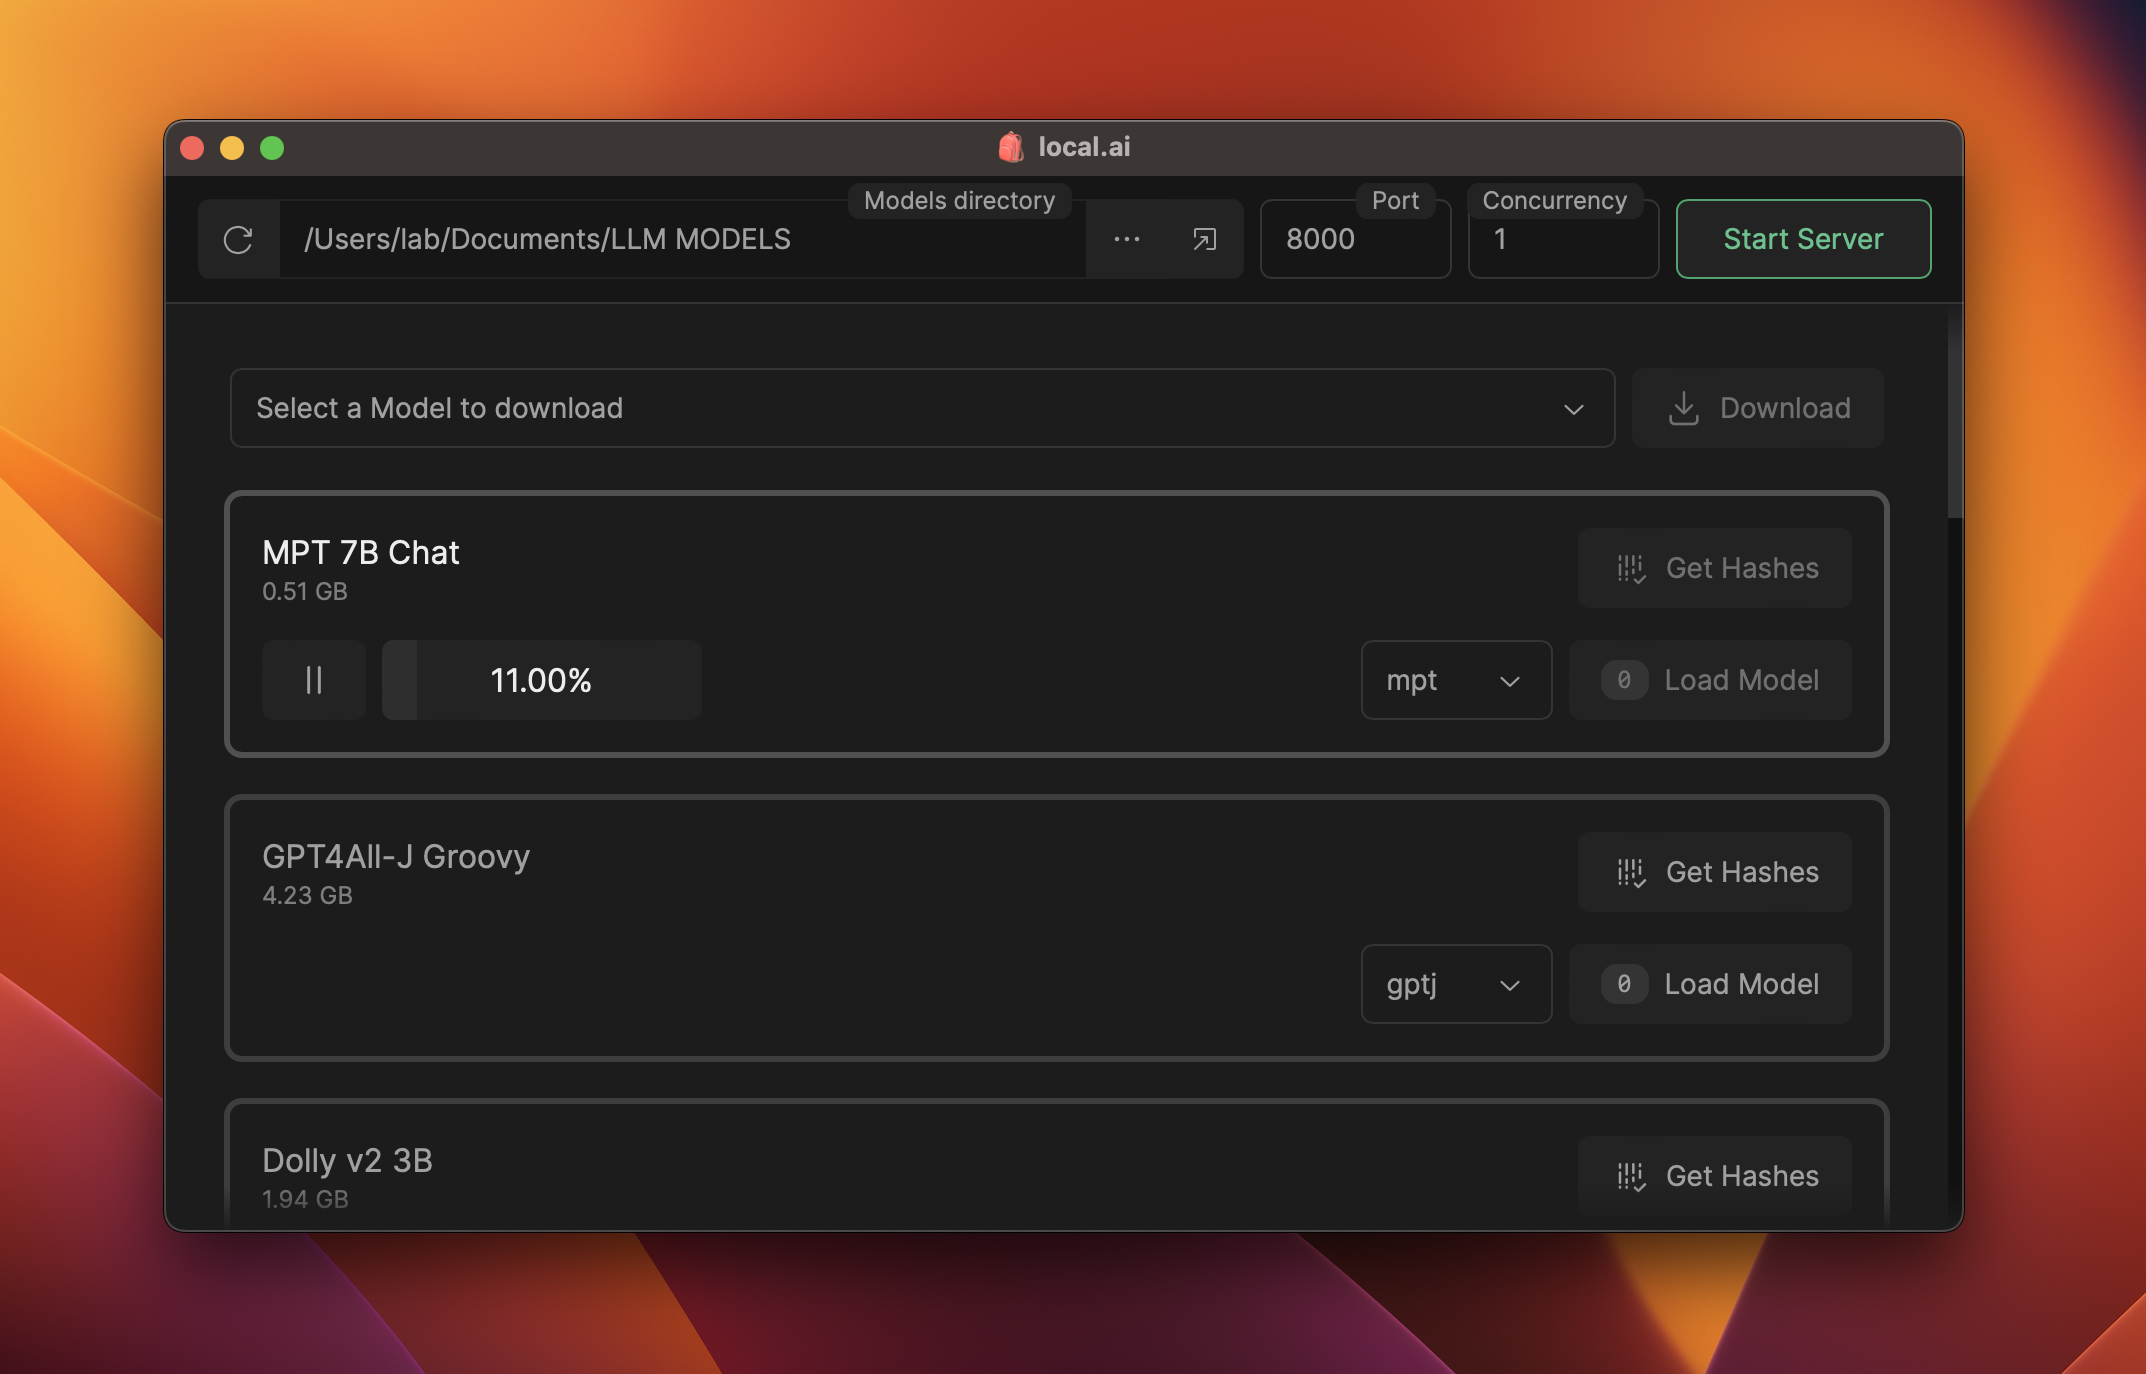 local.ai
Models directory
/Users/lab/Documents/LLM MODELS
Port
8000
Concurrency
1
Start Server
Select a Model to download
Download
MPT 7B Chat
0.51 GB
Get Hashes
11.00%
mpt
0 Load Model
GPT4All-J Groovy
4.23 GB
Get Hashes
gptj
0 Load Model
Dolly v2 3B
1.94 GB
Get Hashes